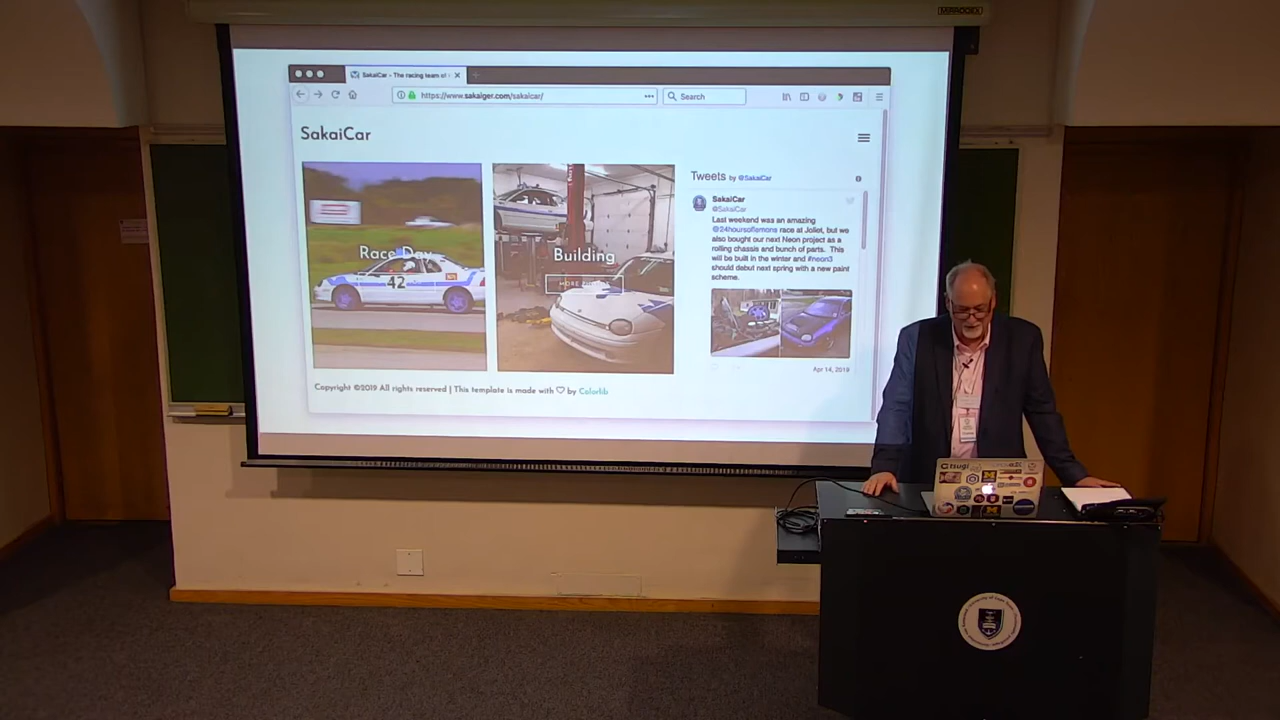 SakaiCar - The racing team of
https://www.sakaiger.com/sakaicar/
Search
SakaiCar
Race Day
42
Building
MORE
Tweets by @SakaiCar
SakaiCar
@SakaiCar
Last weekend was an amazing
@24hoursoflemons race at Joliet, but we
also bought our next Neon project as a
rolling chassis and bunch of parts. This
will be built in the winter and #neon3
should debut next spring with a new paint
scheme.
Apr 14, 2019
Copyright ©2019 All rights reserved | This template is made with ♡ by Colorlib
tsugi
M
M